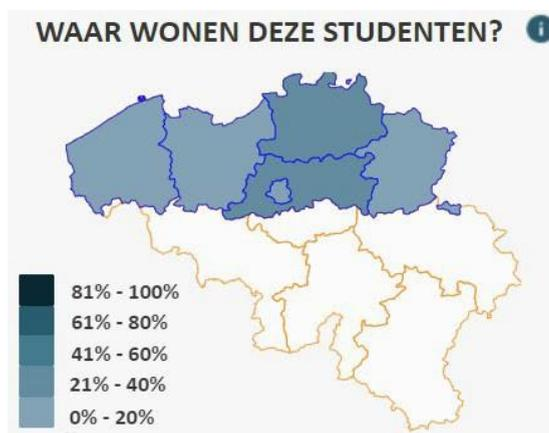 WAAR WONEN DEZE STUDENTEN? i
81% - 100%
61% - 80%
41% - 60%
21% - 40%
0% - 20%